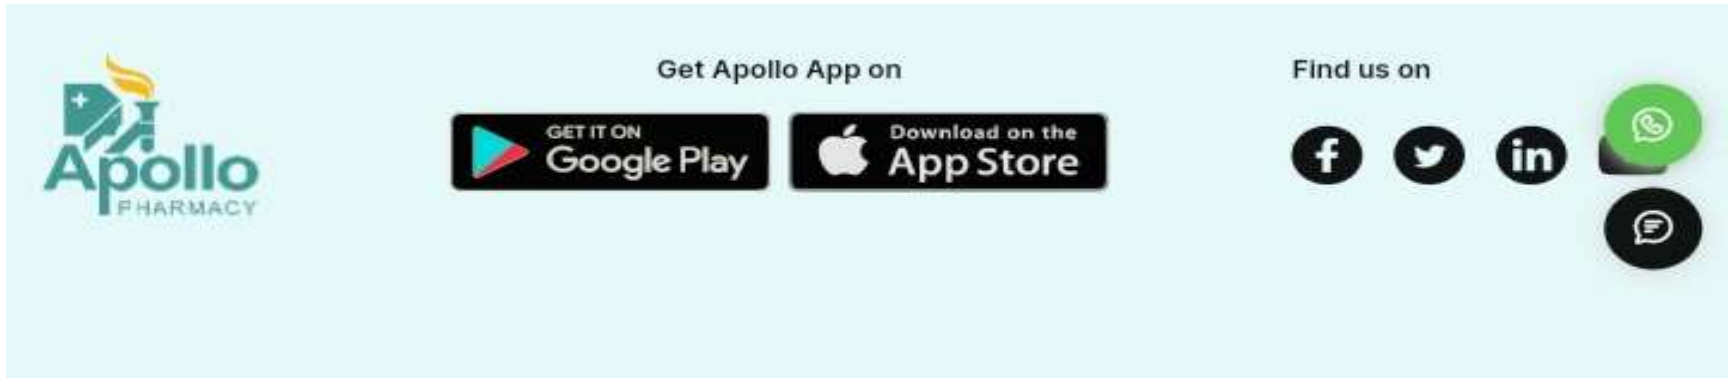 Apollo
PHARMACY
Get Apollo App on
GET IT ON
Google Play
Download on the
App Store
Find us on
f
in